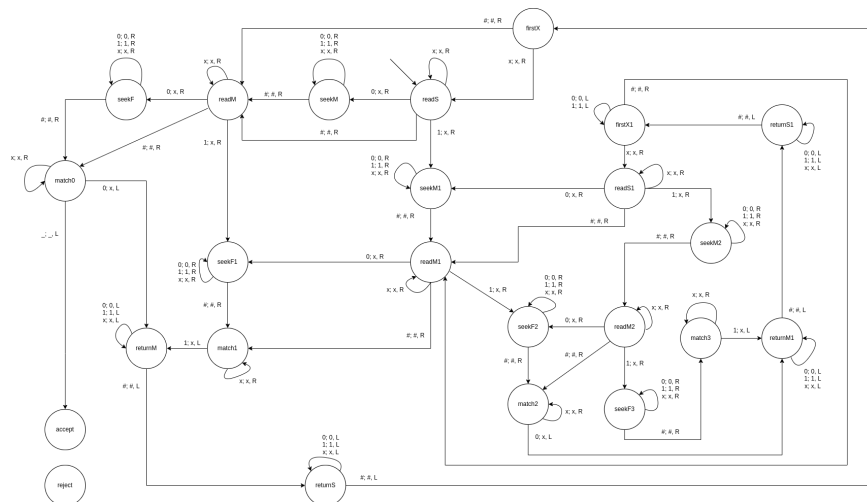 #; #, R
firstX
x; x, R
0; 0, R
1; 1, R
x; x, R
seekF
0; x, R
x; x, R
readM
#; #, R
0; 0, R
1; 1, R
x; x, R
seekM
0; x, R
x; x, R
readS
#; #, R
#; #, R
#; #, R
1; x, R
1; x, R
x; x, R
match0
0; x, L
_; _, L
0; 0, L
1; 1, L
firstX1
#; #, R
#; #, L
returnS1
0; 0, L
1; 1, L
x; x, L
x; x, R
x; x, R
readS1
0; x, R
1; x, R
#; #, R
0; 0, R
1; 1, R
x; x, R
seekM1
#; #, R
0; 0, R
1; 1, R
x; x, R
seekM2
#; #, R
0; 0, R
1; 1, R
x; x, R
seekF1
0; x, R
readM1
x; x, R
1; x, R
#; #, R
#; #, R
0; 0, R
1; 1, R
x; x, R
seekF2
0; x, R
readM2
x; x, R
#; #, R
#; #, R
1; x, R
x; x, R
match3
1; x, L
returnM1
#; #, L
0; 0, L
1; 1, L
x; x, L
0; 0, L
1; 1, L
x; x, L
returnM
1; x, L
match1
x; x, R
#; #, L
match2
x; x, R
0; x, L
seekF3
0; 0, R
1; 1, R
x; x, R
#; #, R
accept
reject
0; 0, L
1; 1, L
x; x, L
returnS
#; #, L